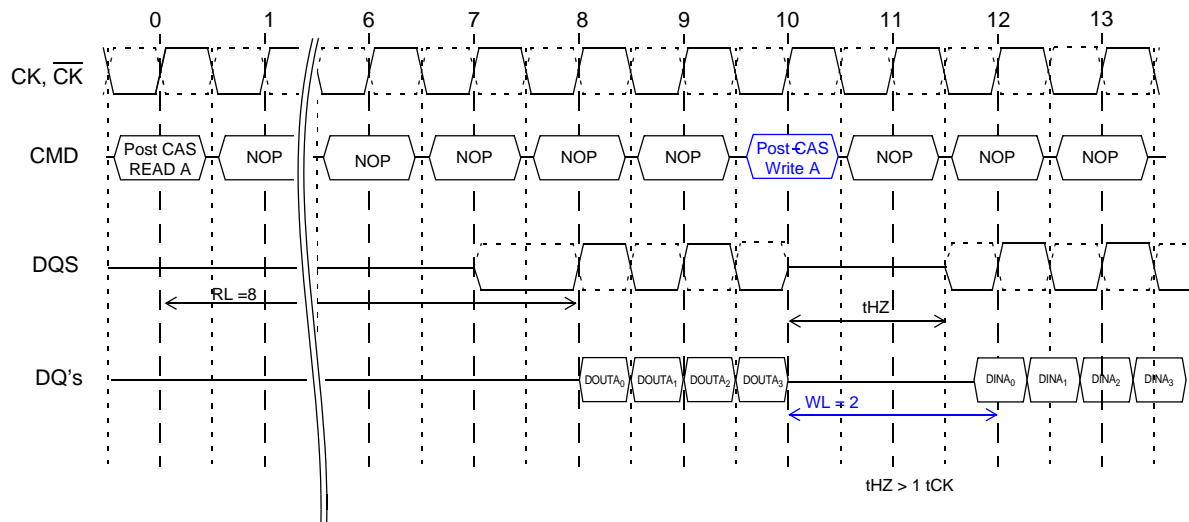 0 1 6 7 8 9 10 11 12 13
CK, CK
CMD Post CAS READ A NOP NOP NOP NOP NOP Post CAS Write A NOP NOP NOP
DQS
RL =8
tHZ
DQ's DOUTA0 DOUTA1 DOUTA2 DOUTA3 DINA0 DINA1 DINA2 DINA3
WL = 2
tHZ > 1 tCK